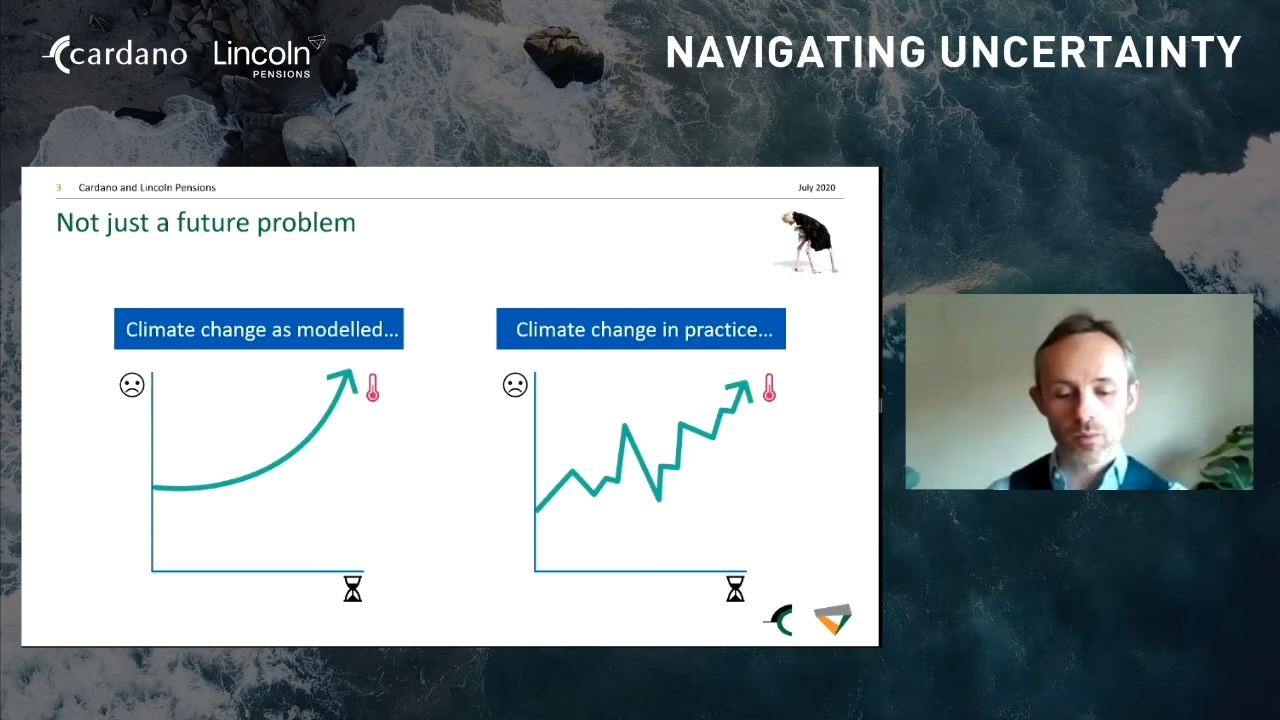 cardano
Lincoln
PENSIONS
NAVIGATING UNCERTAINTY
3 Cardano and Lincoln Pensions
July 2020
Not just a future problem
Climate change as modelled...
Climate change in practice...